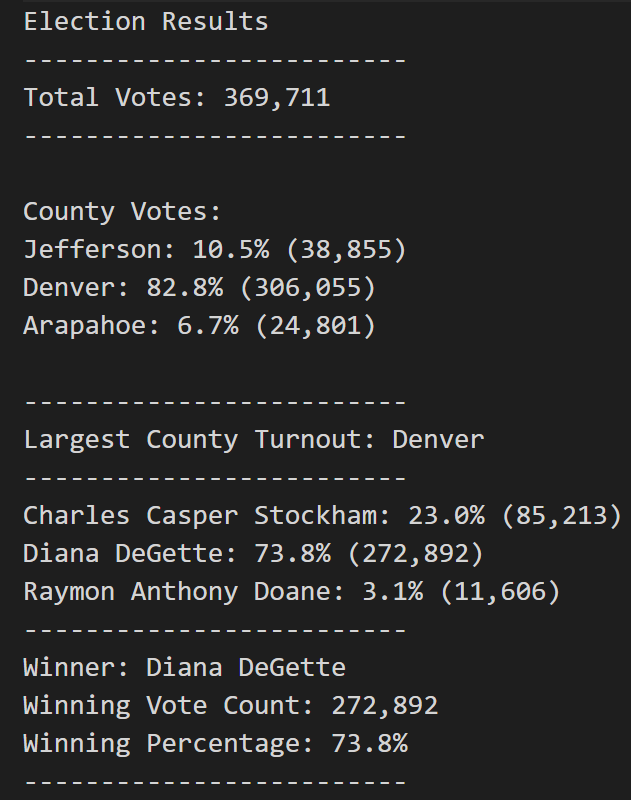 Election Results
-------------------------
Total Votes: 369,711
-------------------------
County Votes:
Jefferson: 10.5% (38,855)
Denver: 82.8% (306,055)
Arapahoe: 6.7% (24,801)
-------------------------
Largest County Turnout: Denver
-------------------------
Charles Casper Stockham: 23.0% (85,213)
Diana DeGette: 73.8% (272,892)
Raymon Anthony Doane: 3.1% (11,606)
-------------------------
Winner: Diana DeGette
Winning Vote Count: 272,892
Winning Percentage: 73.8%
-------------------------